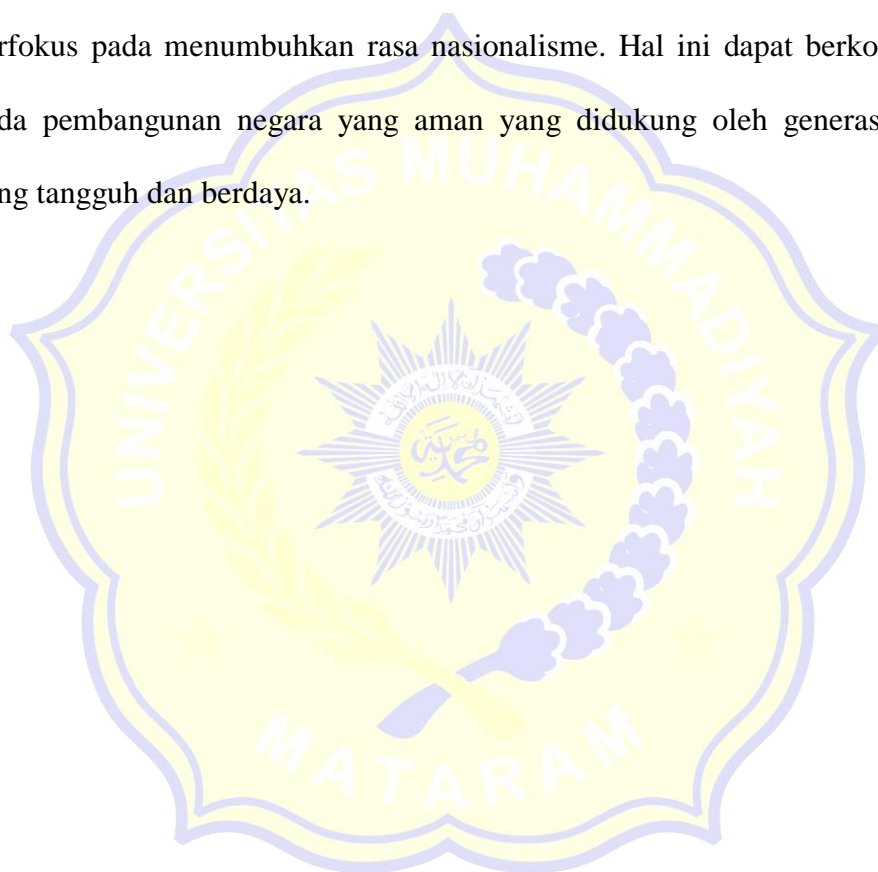 rfokus pada menumbuhkan rasa nasionalisme. Hal ini dapat berko
da pembangunan negara yang aman yang didukung oleh generas
ng tangguh dan berdaya.
UNIVERSITAS MUHAMMADIYAH
MATARAM